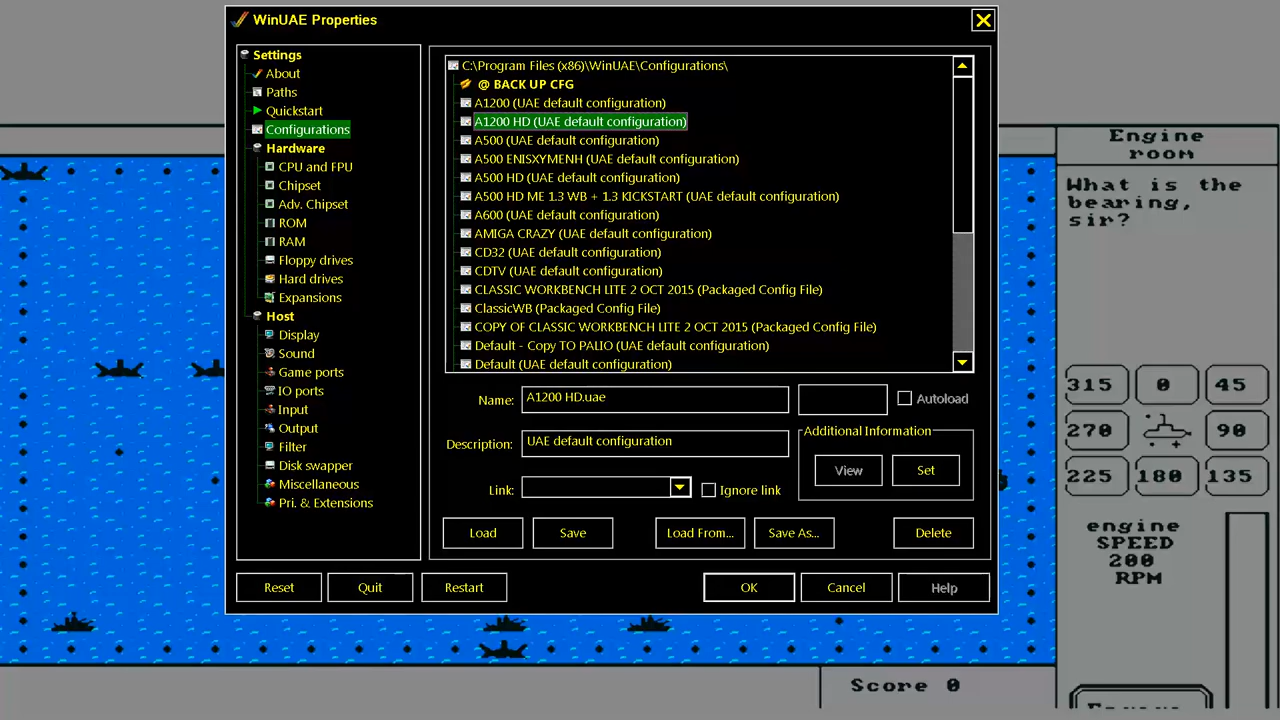 WinUAE Properties
Settings
About
Paths
Quickstart
Configurations
Hardware
CPU and FPU
Chipset
Adv. Chipset
ROM
RAM
Floppy drives
Hard drives
Expansions
Host
Display
Sound
Game ports
IO ports
Input
Output
Filter
Disk swapper
Miscellaneous
Pri. & Extensions
C:\Program Files (x86)\WinUAE\Configurations\
@ BACK UP CFG
A1200 (UAE default configuration)
A1200 HD (UAE default configuration)
A500 (UAE default configuration)
A500 ENISXYMENH (UAE default configuration)
A500 HD (UAE default configuration)
A500 HD ME 1.3 WB + 1.3 KICKSTART (UAE default configuration)
A600 (UAE default configuration)
AMIGA CRAZY (UAE default configuration)
CD32 (UAE default configuration)
CDTV (UAE default configuration)
CLASSIC WORKBENCH LITE 2 OCT 2015 (Packaged Config File)
ClassicWB (Packaged Config File)
COPY OF CLASSIC WORKBENCH LITE 2 OCT 2015 (Packaged Config File)
Default - Copy TO PALIO (UAE default configuration)
Default (UAE default configuration)
Name: A1200 HD.uae
Autoload
Description: UAE default configuration
Additional Information
View Set
Link:
Ignore link
Load Save Load From... Save As... Delete
Reset Quit Restart OK Cancel Help
Engine
room
What is the
bearing,
sir?
315 0 45
270 90
225 180 135
engine
SPEED
200
RPM
Score 0